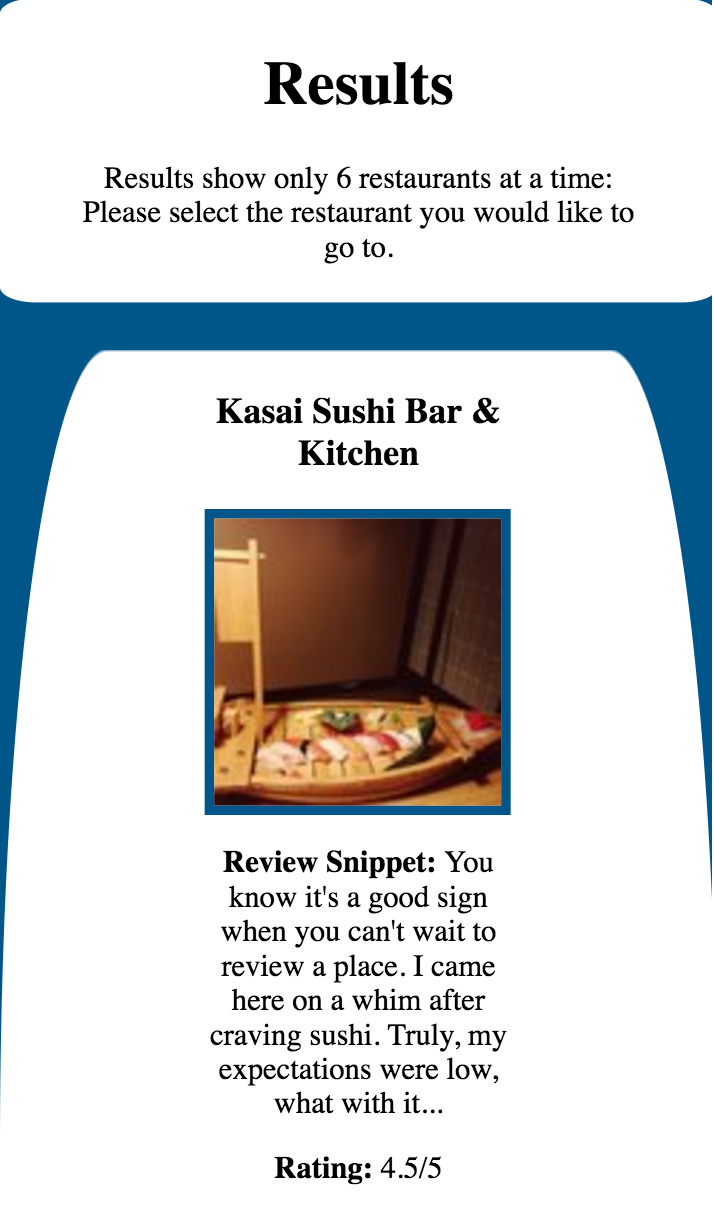 Results
Results show only 6 restaurants at a time:
Please select the restaurant you would like to
go to.
Kasai Sushi Bar &
Kitchen
Review Snippet: You
know it's a good sign
when you can't wait to
review a place. I came
here on a whim after
craving sushi. Truly, my
expectations were low,
what with it...
Rating: 4.5/5